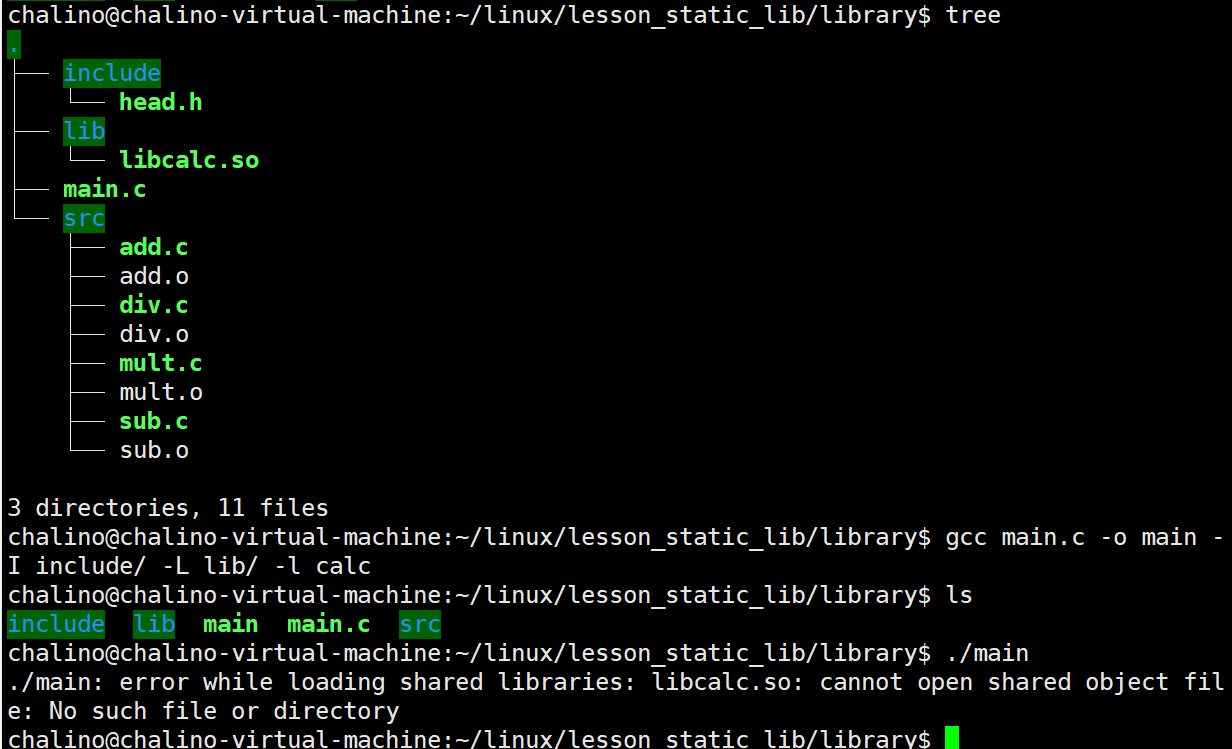 chalino@chalino-virtual-machine:~/linux/lesson_static_lib/library$ tree
.
├── include
│   └── head.h
├── lib
│   └── libcalc.so
├── main.c
└── src
    ├── add.c
    ├── add.o
    ├── div.c
    ├── div.o
    ├── mult.c
    ├── mult.o
    ├── sub.c
    └── sub.o
3 directories, 11 files
chalino@chalino-virtual-machine:~/linux/lesson_static_lib/library$ gcc main.c -o main -
I include/ -L lib/ -l calc
chalino@chalino-virtual-machine:~/linux/lesson_static_lib/library$ ls
include  lib  main  main.c  src
chalino@chalino-virtual-machine:~/linux/lesson_static_lib/library$ ./main
./main: error while loading shared libraries: libcalc.so: cannot open shared object fil
e: No such file or directory
chalino@chalino-virtual-machine:~/linux/lesson_static_lib/library$